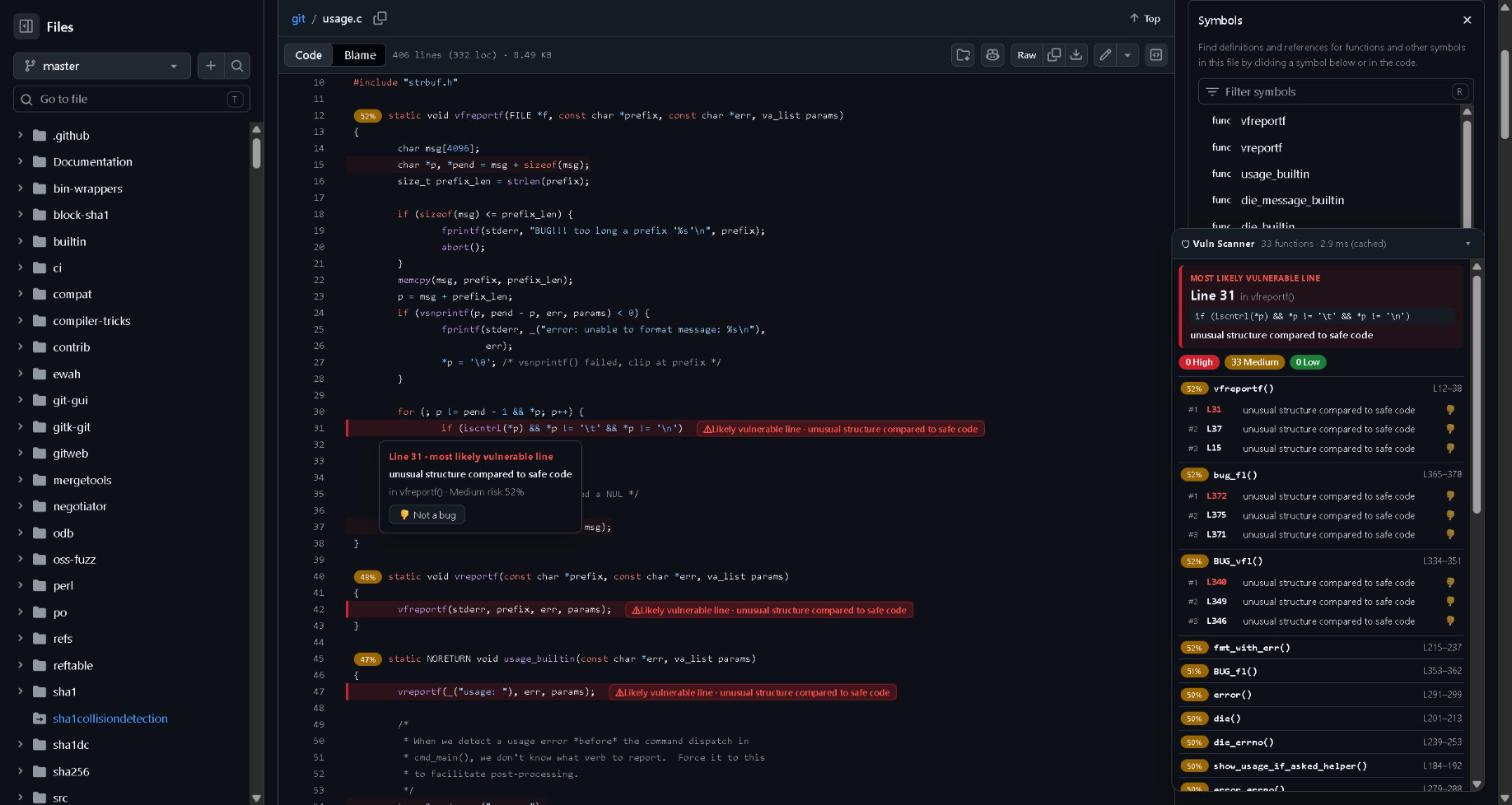 Files
master
Go to file
T
.github
Documentation
bin-wrappers
block-sha1
builtin
ci
compat
compiler-tricks
contrib
ewah
git-gui
gitk-git
gitweb
mergetools
negotiator
odb
oss-fuzz
perl
po
refs
reftable
sha1
sha1collisiondetection
sha1dc
sha256
src
git / usage.c
Top
Code Blame 406 lines (332 loc) · 8.49 KB
Raw
10 #include "strbuf.h"
11
12 52% static void vfreportf(FILE *f, const char *prefix, const char *err, va_list params)
13 {
14 char msg[4096];
15 char *p, *pend = msg + sizeof(msg);
16 size_t prefix_len = strlen(prefix);
17
18 if (sizeof(msg) <= prefix_len) {
19 fprintf(stderr, "BUG!!! too long a prefix '%s'\n", prefix);
20 abort();
21 }
22 memcpy(msg, prefix, prefix_len);
23 p = msg + prefix_len;
24 if (vsnprintf(p, pend - p, err, params) < 0) {
25 fprintf(stderr, _("error: unable to format message: %s\n"),
26 err);
27 *p = '\0'; /* vsnprintf() failed, clip at prefix */
28 }
29
30 for (; p != pend - 1 && *p; p++) {
31 if (iscntrl(*p) && *p != '\t' && *p != '\n') ⚠Likely vulnerable line · unusual structure compared to safe code
32
33
34
35 ed a NUL */
36
37 msg);
38 }
39
40 48% static void vreportf(const char *prefix, const char *err, va_list params)
41 {
42 vfreportf(stderr, prefix, err, params); ⚠Likely vulnerable line · unusual structure compared to safe code
43 }
44
45 47% static NORETURN void usage_builtin(const char *err, va_list params)
46 {
47 vreportf(_("usage: "), err, params); ⚠Likely vulnerable line · unusual structure compared to safe code
48
49 /*
50 * When we detect a usage error *before* the command dispatch in
51 * cmd_main(), we don't know what verb to report. Force it to this
52 * to facilitate post-processing.
53 */
Line 31 · most likely vulnerable line
unusual structure compared to safe code
in vfreportf() · Medium risk 52%
👎 Not a bug
Symbols
Find definitions and references for functions and other symbols
in this file by clicking a symbol below or in the code.
Filter symbols
R
func vfreportf
func vreportf
func usage_builtin
func die_message_builtin
func die_builtin
Vuln Scanner 33 functions · 2.9 ms (cached)
MOST LIKELY VULNERABLE LINE
Line 31 in vfreportf()
if (iscntrl(*p) && *p != '\t' && *p != '\n')
unusual structure compared to safe code
0 High 33 Medium 0 Low
52% vfreportf() L12–38
#1 L31 unusual structure compared to safe code 👎
#2 L37 unusual structure compared to safe code 👎
#3 L15 unusual structure compared to safe code 👎
52% bug_fl() L365–378
#1 L372 unusual structure compared to safe code 👎
#2 L375 unusual structure compared to safe code 👎
#3 L371 unusual structure compared to safe code 👎
52% BUG_vfl() L334–351
#1 L340 unusual structure compared to safe code 👎
#2 L349 unusual structure compared to safe code 👎
#3 L346 unusual structure compared to safe code 👎
52% fmt_with_err() L215–237
51% BUG_fl() L353–362
50% error() L291–299
50% die() L201–213
50% die_errno() L239–253
50% show_usage_if_asked_helper() L184–192
50% error_errno() L279–288